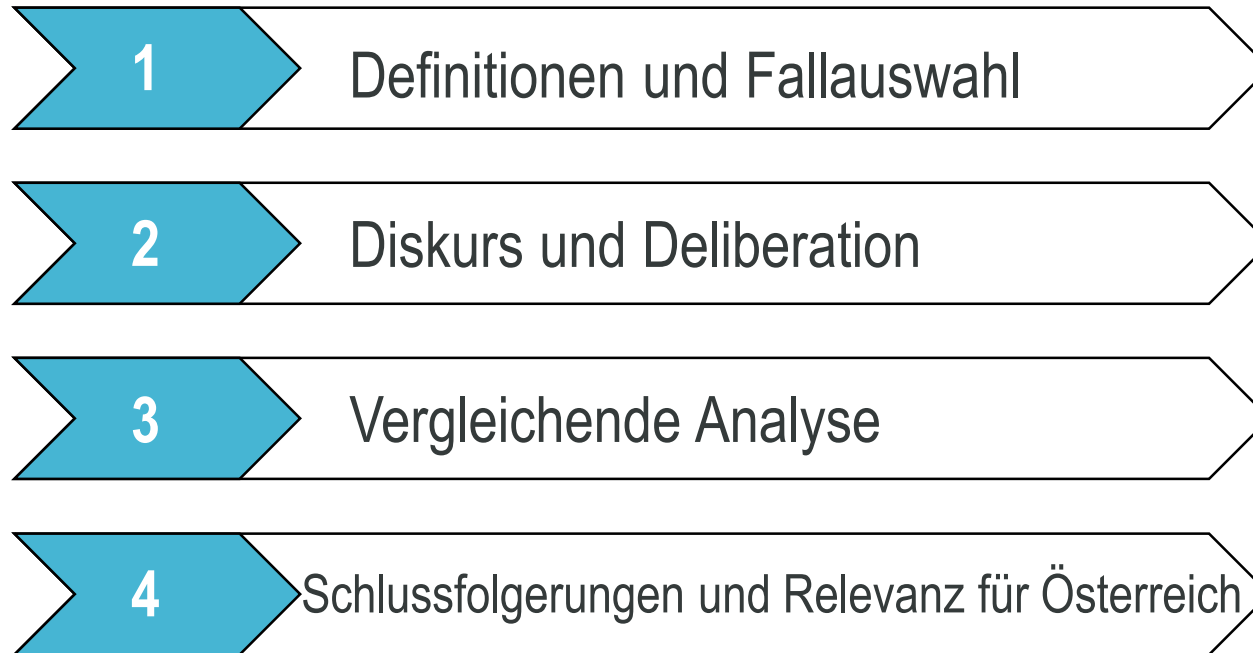 1 Definitionen und Fallauswahl
2 Diskurs und Deliberation
3 Vergleichende Analyse
4 Schlussfolgerungen und Relevanz für Österreich